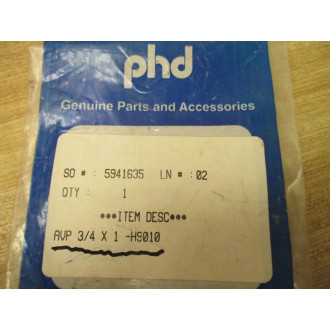 phd
Genuine Parts and Accessories
SO # : 5941635 LN # : 02
QTY : 1
***ITEM DESC***
AVP 3/4 X 1 -H9010